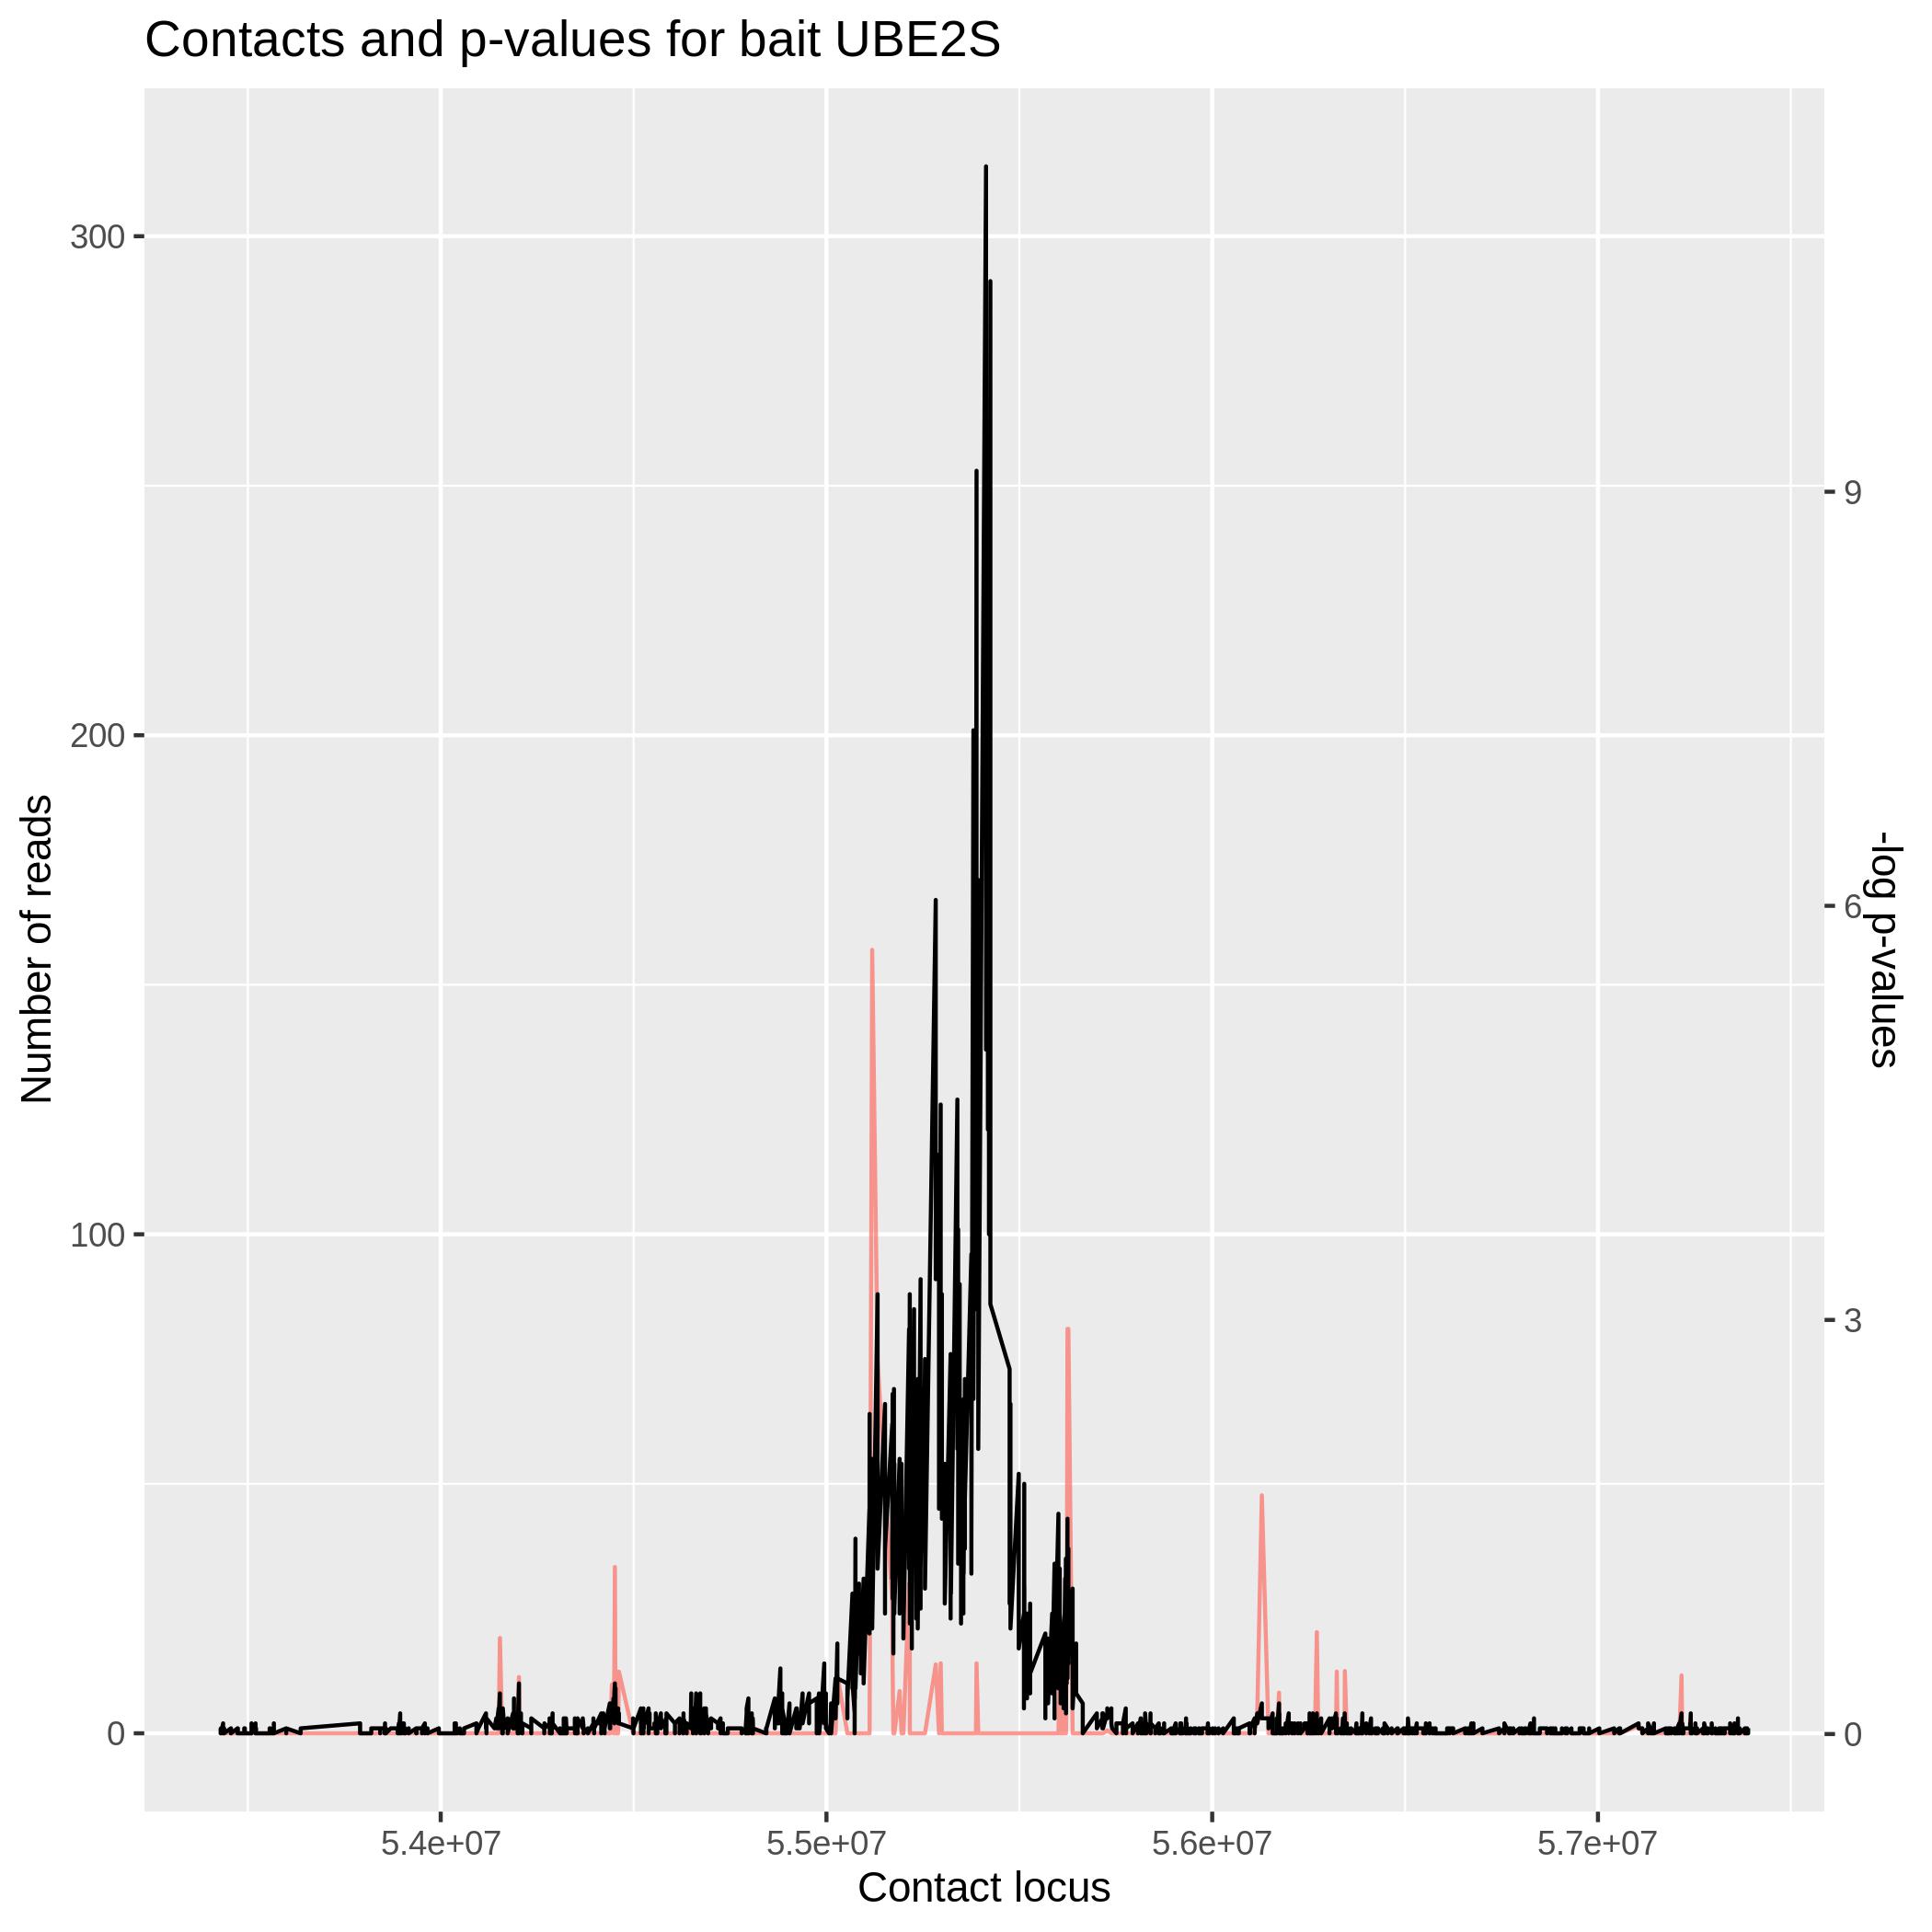 Contacts and p-values for bait UBE2S
Number of reads
300
200
100
0
9
6
3
0
-log p-values
5.4e+07
5.5e+07
5.6e+07
5.7e+07
Contact locus